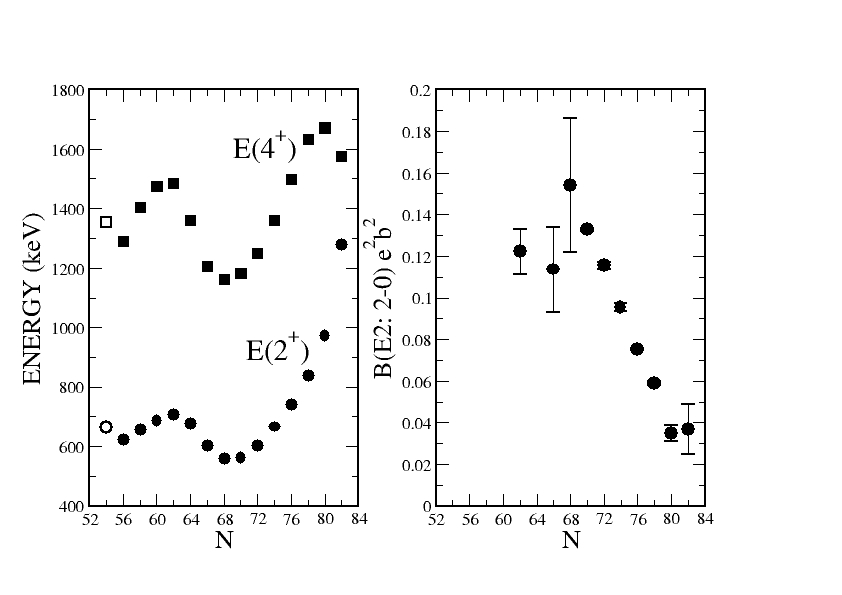 1800
1600
1400
1200
1000
800
600
400
52 56 60 64 68 72 76 80 84
N
ENERGY (keV)
E(4+)
E(2+)
0.2
0.18
0.16
0.14
0.12
0.1
0.08
0.06
0.04
0.02
0
52 56 60 64 68 72 76 80 84
N
B(E2: 2-0) e²b²